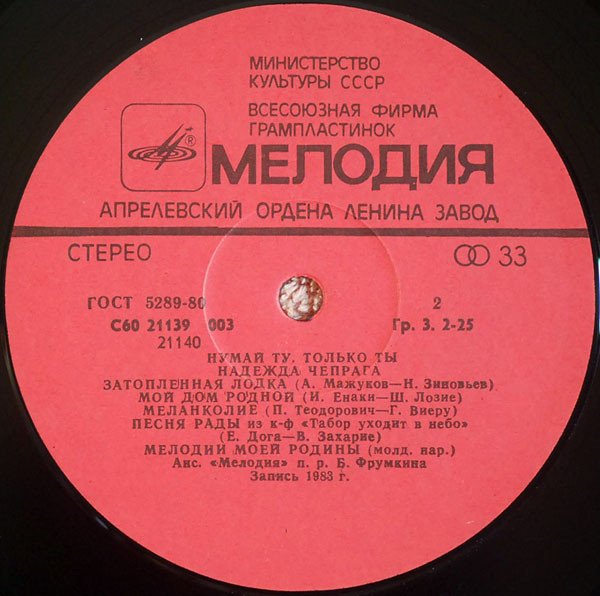 МИНИСТЕРСТВО
КУЛЬТУРЫ СССР
ВСЕСОЮЗНАЯ ФИРМА
ГРАМПЛАСТИНОК
®
МЕЛОДИЯ
АПРЕЛЕВСКИЙ ОРДЕНА ЛЕНИНА ЗАВОД
СТЕРЕО 33
ГОСТ 5289-80 2
С60 21139 003 Гр. 3. 2-25
21140
НУМАЙ ТУ. ТОЛЬКО ТЫ
НАДЕЖДА ЧЕПРАГА
ЗАТОПЛЕННАЯ ЛОДКА (А. Мажуков—Н. Зиновьев)
МОЙ ДОМ РОДНОЙ (И. Енаки—Ш. Лозие)
МЕЛАНКОЛИЕ (П. Теодорович—Г. Виеру)
ПЕСНЯ РАДЫ из к-ф «Табор уходит в небо»
(Е. Дога—В. Захарие)
МЕЛОДИИ МОЕЙ РОДИНЫ (молд. нар.)
Анс. «Мелодия» п. р. Б. Фрумкина
Запись 1983 г.